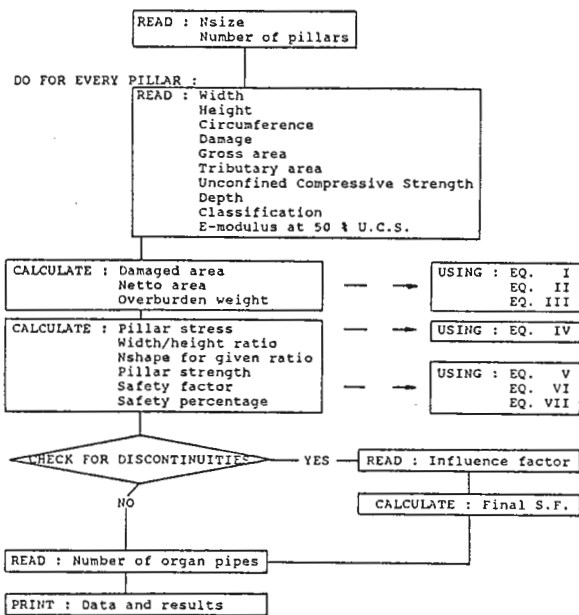 READ : Nsize
Number of pillars
DO FOR EVERY PILLAR :
READ : Width
Height
Circumference
Damage
Gross area
Tributary area
Unconfined Compressive Strength
Depth
Classification
E-modulus at 50 % U.C.S.
CALCULATE : Damaged area
Netto area
Overburden weight
USING : EQ. I
EQ. II
EQ. III
CALCULATE : Pillar stress
Width/height ratio
Nshape for given ratio
Pillar strength
Safety factor
Safety percentage
USING : EQ. IV
USING : EQ. V
EQ. VI
EQ. VII
CHECK FOR DISCONTINUITIES
YES
READ : Influence factor
NO
CALCULATE : Final S.F.
READ : Number of organ pipes
PRINT : Data and results